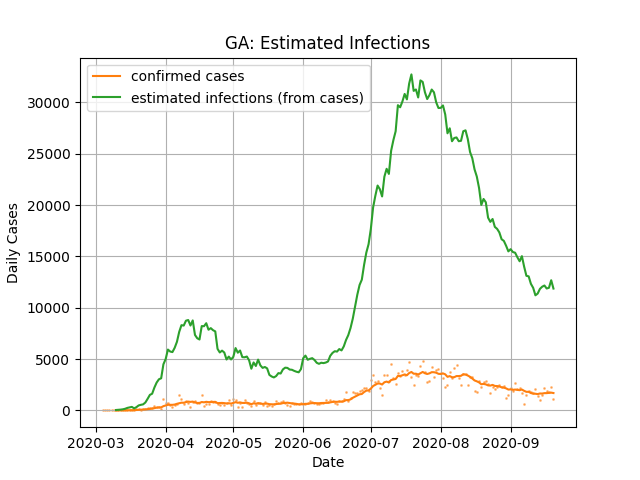 GA: Estimated Infections
confirmed cases
estimated infections (from cases)
30000
25000
20000
15000
10000
5000
0
Daily Cases
2020-03 2020-04 2020-05 2020-06 2020-07 2020-08 2020-09
Date